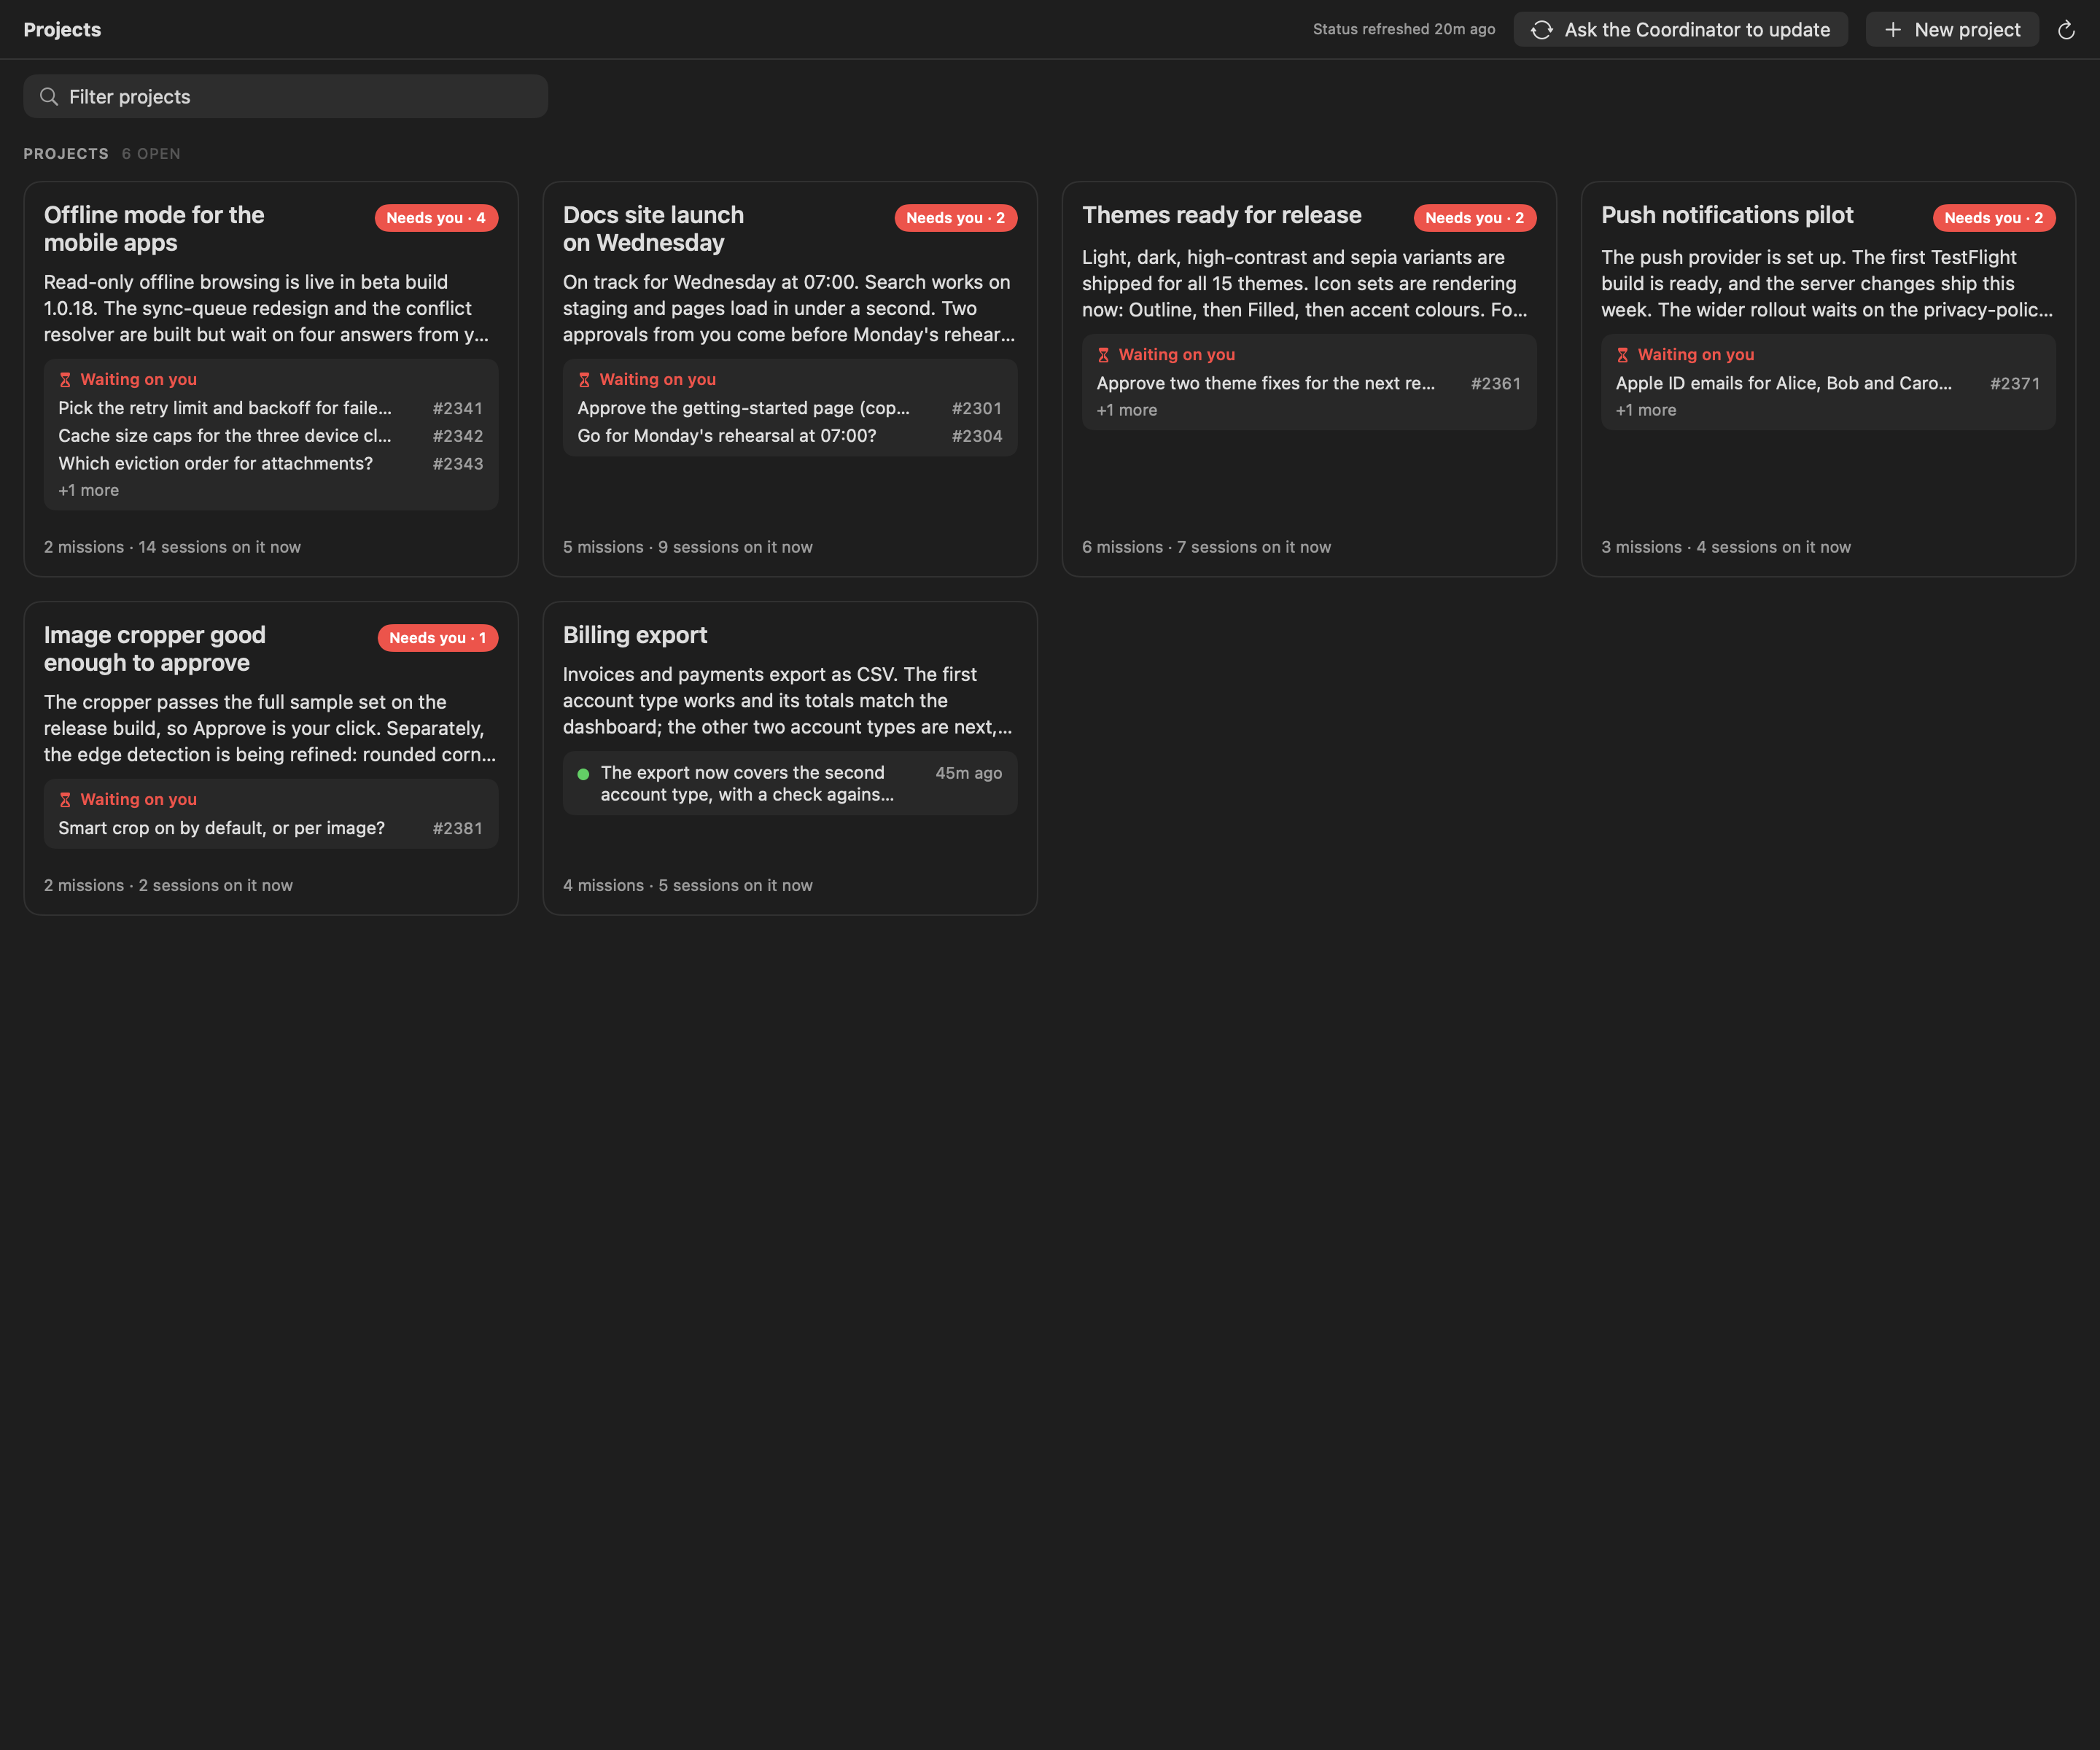 Projects
Status refreshed 20m ago
Ask the Coordinator to update
New project
Filter projects
PROJECTS 6 OPEN
Offline mode for the
mobile apps
Needs you · 4
Read-only offline browsing is live in beta build
1.0.18. The sync-queue redesign and the conflict
resolver are built but wait on four answers from y...
Waiting on you
Pick the retry limit and backoff for faile... #2341
Cache size caps for the three device cl... #2342
Which eviction order for attachments? #2343
+1 more
2 missions · 14 sessions on it now
Docs site launch
on Wednesday
Needs you · 2
On track for Wednesday at 07:00. Search works on
staging and pages load in under a second. Two
approvals from you come before Monday's rehear...
Waiting on you
Approve the getting-started page (cop... #2301
Go for Monday's rehearsal at 07:00? #2304
5 missions · 9 sessions on it now
Themes ready for release
Needs you · 2
Light, dark, high-contrast and sepia variants are
shipped for all 15 themes. Icon sets are rendering
now: Outline, then Filled, then accent colours. Fo...
Waiting on you
Approve two theme fixes for the next re... #2361
+1 more
6 missions · 7 sessions on it now
Push notifications pilot
Needs you · 2
The push provider is set up. The first TestFlight
build is ready, and the server changes ship this
week. The wider rollout waits on the privacy-polic...
Waiting on you
Apple ID emails for Alice, Bob and Caro... #2371
+1 more
3 missions · 4 sessions on it now
Image cropper good
enough to approve
Needs you · 1
The cropper passes the full sample set on the
release build, so Approve is your click. Separately,
the edge detection is being refined: rounded corn...
Waiting on you
Smart crop on by default, or per image? #2381
2 missions · 2 sessions on it now
Billing export
Invoices and payments export as CSV. The first
account type works and its totals match the
dashboard; the other two account types are next,...
The export now covers the second 45m ago
account type, with a check agains...
4 missions · 5 sessions on it now